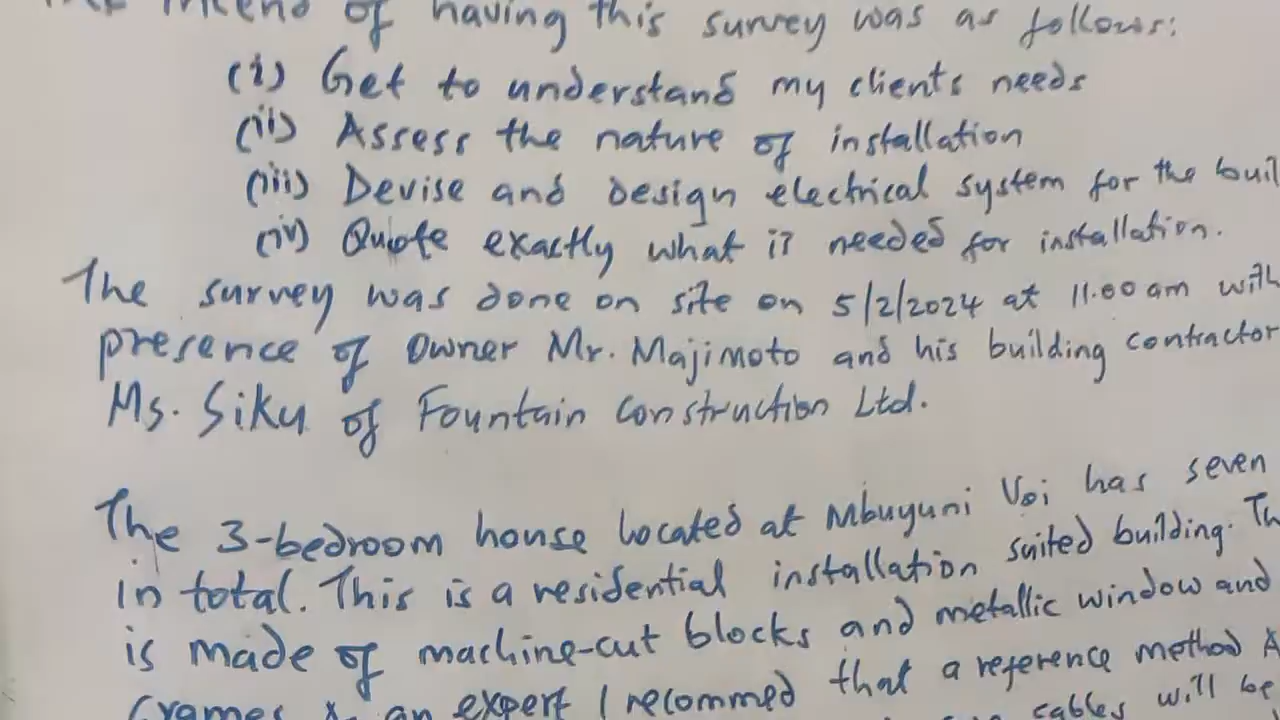 intend of having this survey was as follows:
(i) Get to understand my clients needs
(ii) Assess the nature of installation
(iii) Devise and design electrical system for the buil
(iv) Quote exactly what is needed for installation.
The survey was done on site on 5/2/2024 at 11.00 am with
presence of Owner Mr. Majimoto and his building contractor
Ms. Siku of Fountain Construction Ltd.
The 3-bedroom house located at Mbuyuni Voi has seven
in total. This is a residential installation suited building. Th
is made of machine-cut blocks and metallic window and
an expert I recommed that a reference method A
cables will be